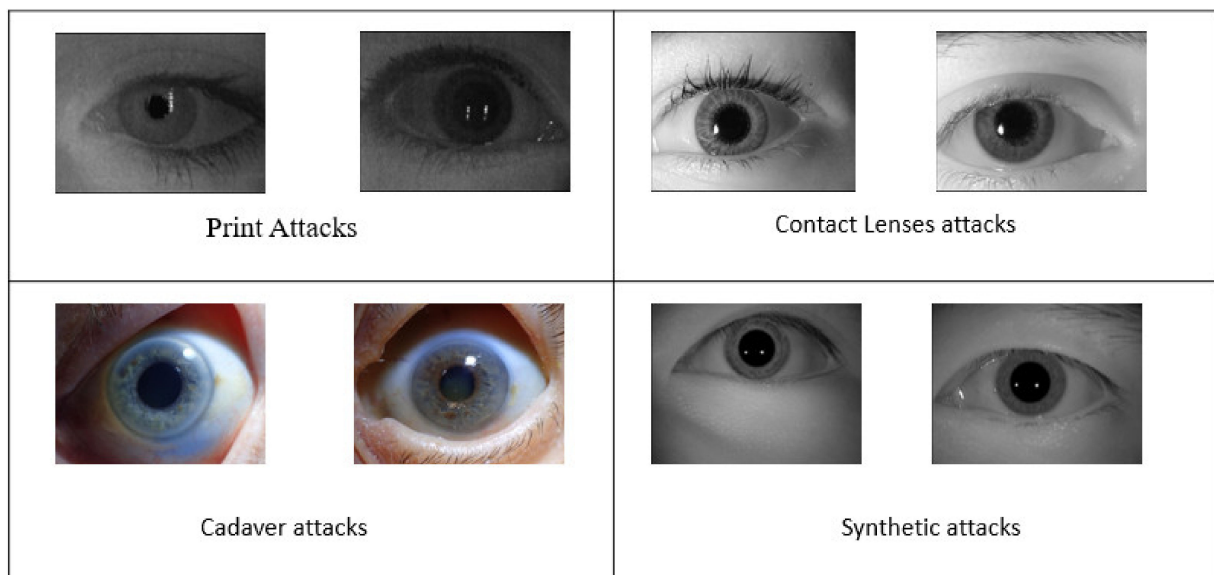 Print Attacks
Contact Lenses attacks
Cadaver attacks
Synthetic attacks